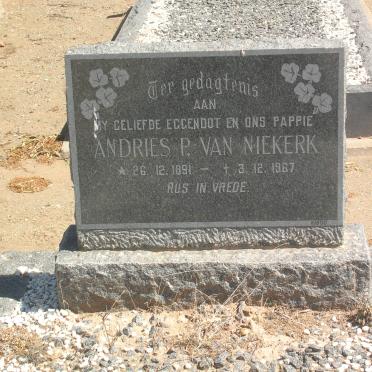 Ter gedagtenis
AAN
MY GELIEFDE EGGENOOT EN ONS PAPPIE
ANDRIES P. VAN NIEKERK
★ 26.12.1891 – † 3.12.1967
RUS IN VREDE